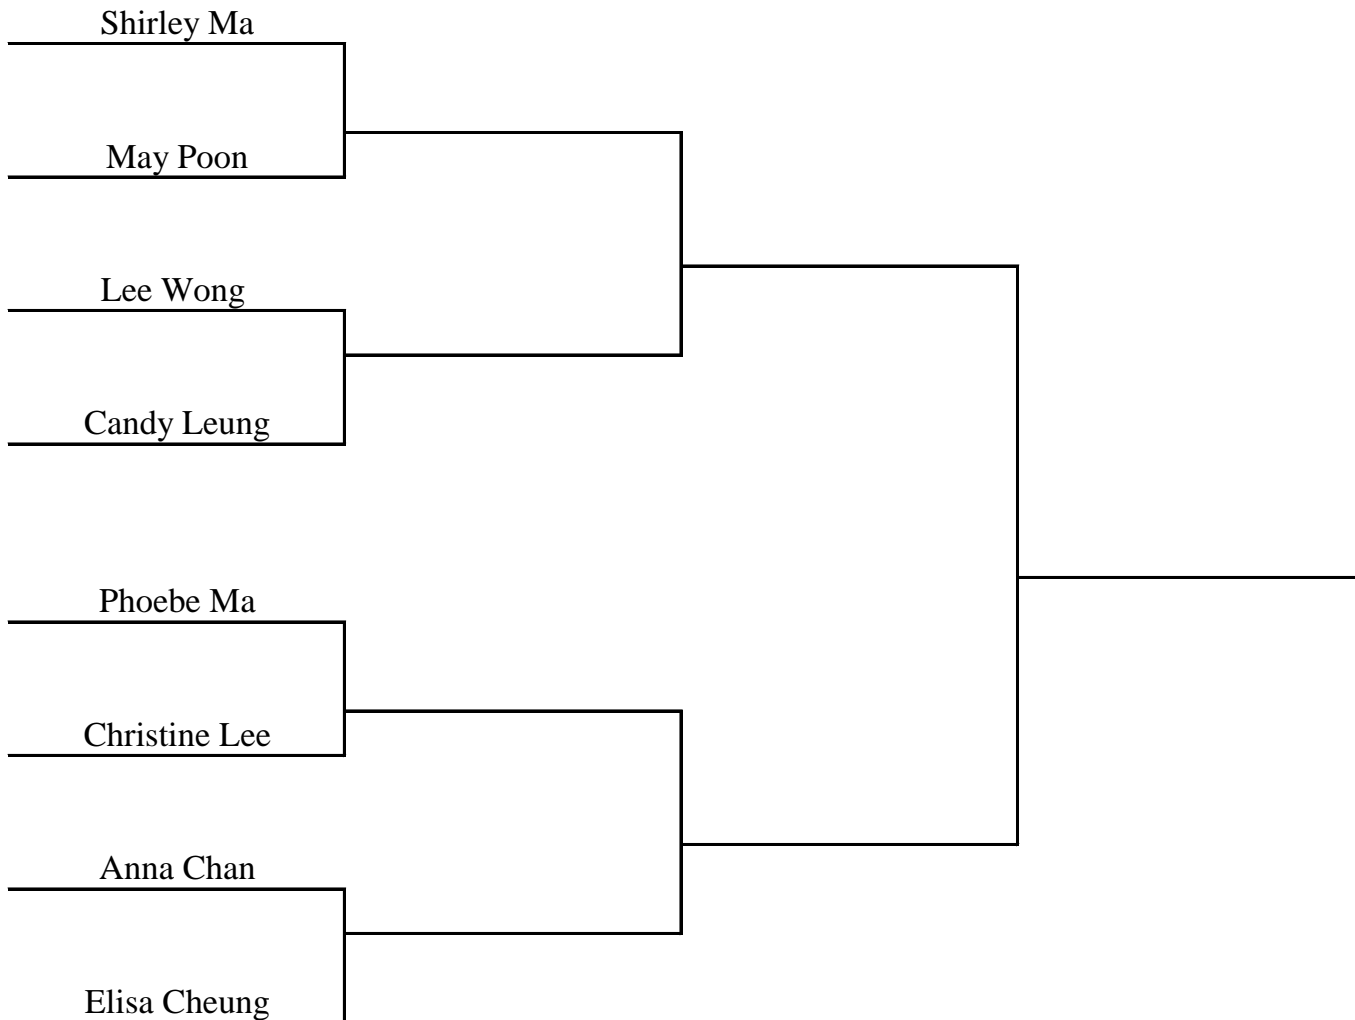 Shirley Ma
May Poon
Lee Wong
Candy Leung
Phoebe Ma
Christine Lee
Anna Chan
Elisa Cheung